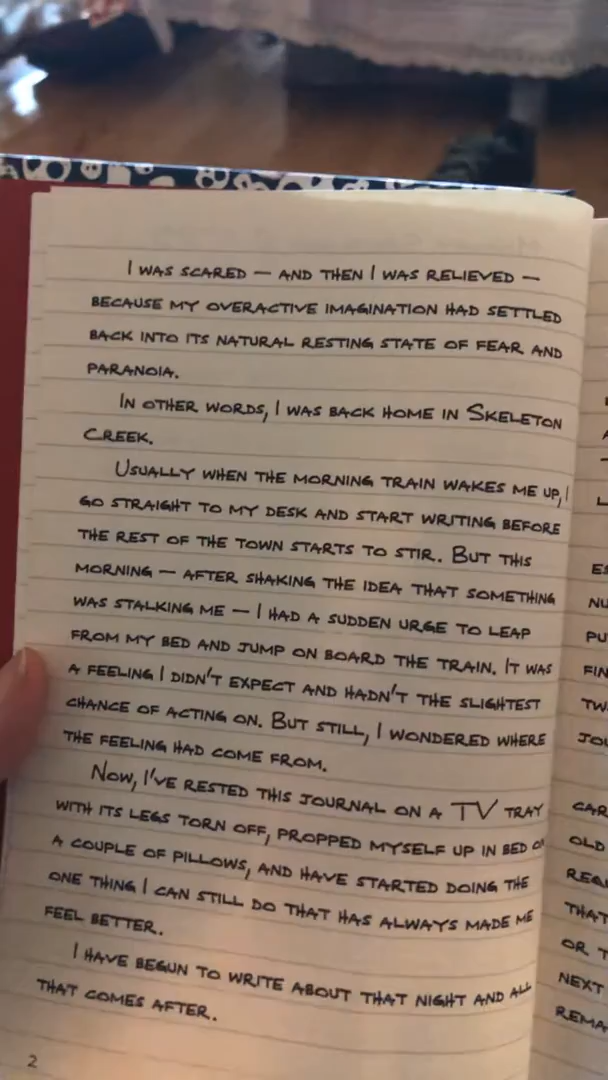 I was scared — and then I was relieved —
because my overactive imagination had settled
back into its natural resting state of fear and
paranoia.
In other words, I was back home in Skeleton
Creek.
Usually when the morning train wakes me up, I
go straight to my desk and start writing before
the rest of the town starts to stir. But this
morning — after shaking the idea that something
was stalking me — I had a sudden urge to leap
from my bed and jump on board the train. It was
a feeling I didn't expect and hadn't the slightest
chance of acting on. But still, I wondered where
the feeling had come from.
Now, I've rested this journal on a TV tray
with its legs torn off, propped myself up in bed on
a couple of pillows, and have started doing the
one thing I can still do that has always made me
feel better.
I have begun to write about that night and all
that comes after.
2